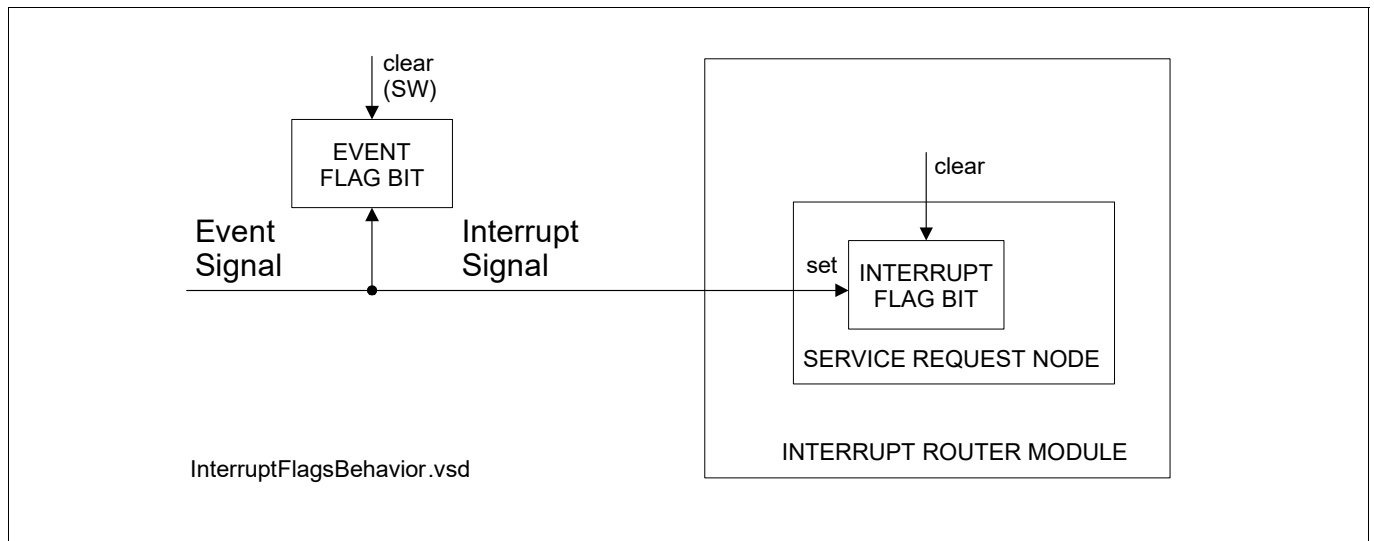 clear
(SW)
EVENT
FLAG BIT
clear
Event
Signal
Interrupt
Signal
set
INTERRUPT
FLAG BIT
SERVICE REQUEST NODE
INTERRUPT ROUTER MODULE
InterruptFlagsBehavior.vsd